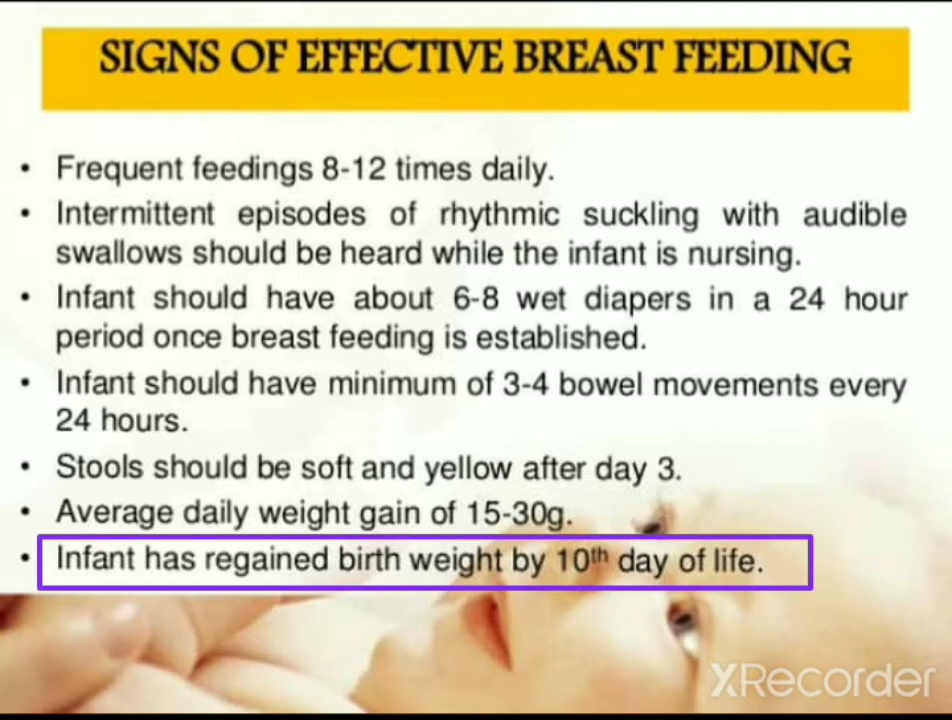 SIGNS OF EFFECTIVE BREAST FEEDING
• Frequent feedings 8-12 times daily.
• Intermittent episodes of rhythmic suckling with audible
swallows should be heard while the infant is nursing.
• Infant should have about 6-8 wet diapers in a 24 hour
period once breast feeding is established.
• Infant should have minimum of 3-4 bowel movements every
24 hours.
• Stools should be soft and yellow after day 3.
• Average daily weight gain of 15-30g.
• Infant has regained birth weight by 10th day of life.
XRecorder